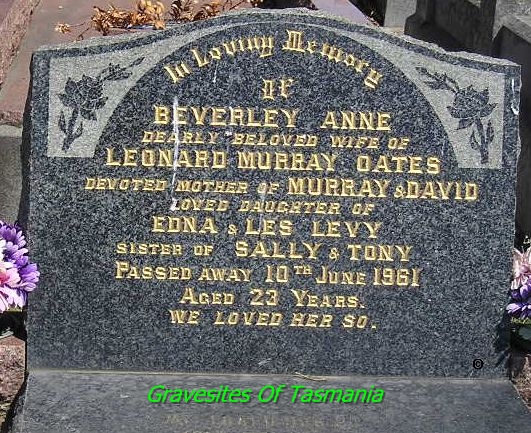 In Loving Memory
OF
BEVERLEY ANNE
DEARLY BELOVED WIFE OF
LEONARD MURRAY OATES
DEVOTED MOTHER OF MURRAY & DAVID
LOVED DAUGHTER OF
EDNA & LES LEVY
SISTER OF SALLY & TONY
PASSED AWAY 10TH JUNE 1961
AGED 23 YEARS.
WE LOVED HER SO.
Gravesites Of Tasmania